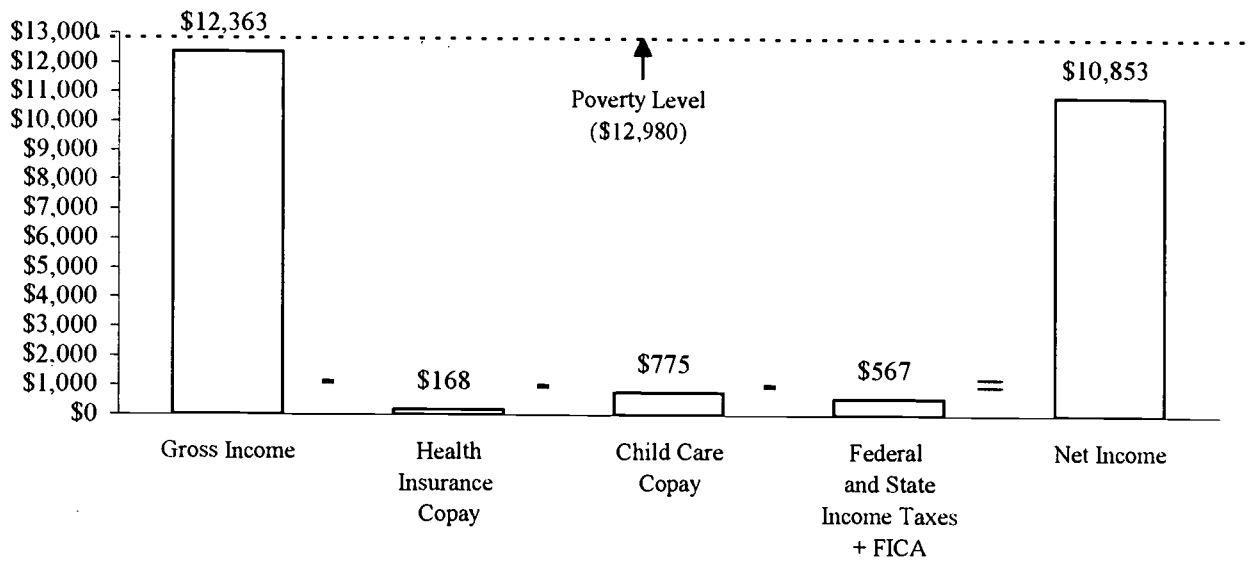 $13,000
$12,000
$11,000
$10,000
$9,000
$8,000
$7,000
$6,000
$5,000
$4,000
$3,000
$2,000
$1,000
$0
$12,363
Poverty Level
($12,980)
$10,853
-
$168
-
$775
-
$567
=
Gross Income
Health
Insurance
Copay
Child Care
Copay
Federal
and State
Income Taxes
+ FICA
Net Income